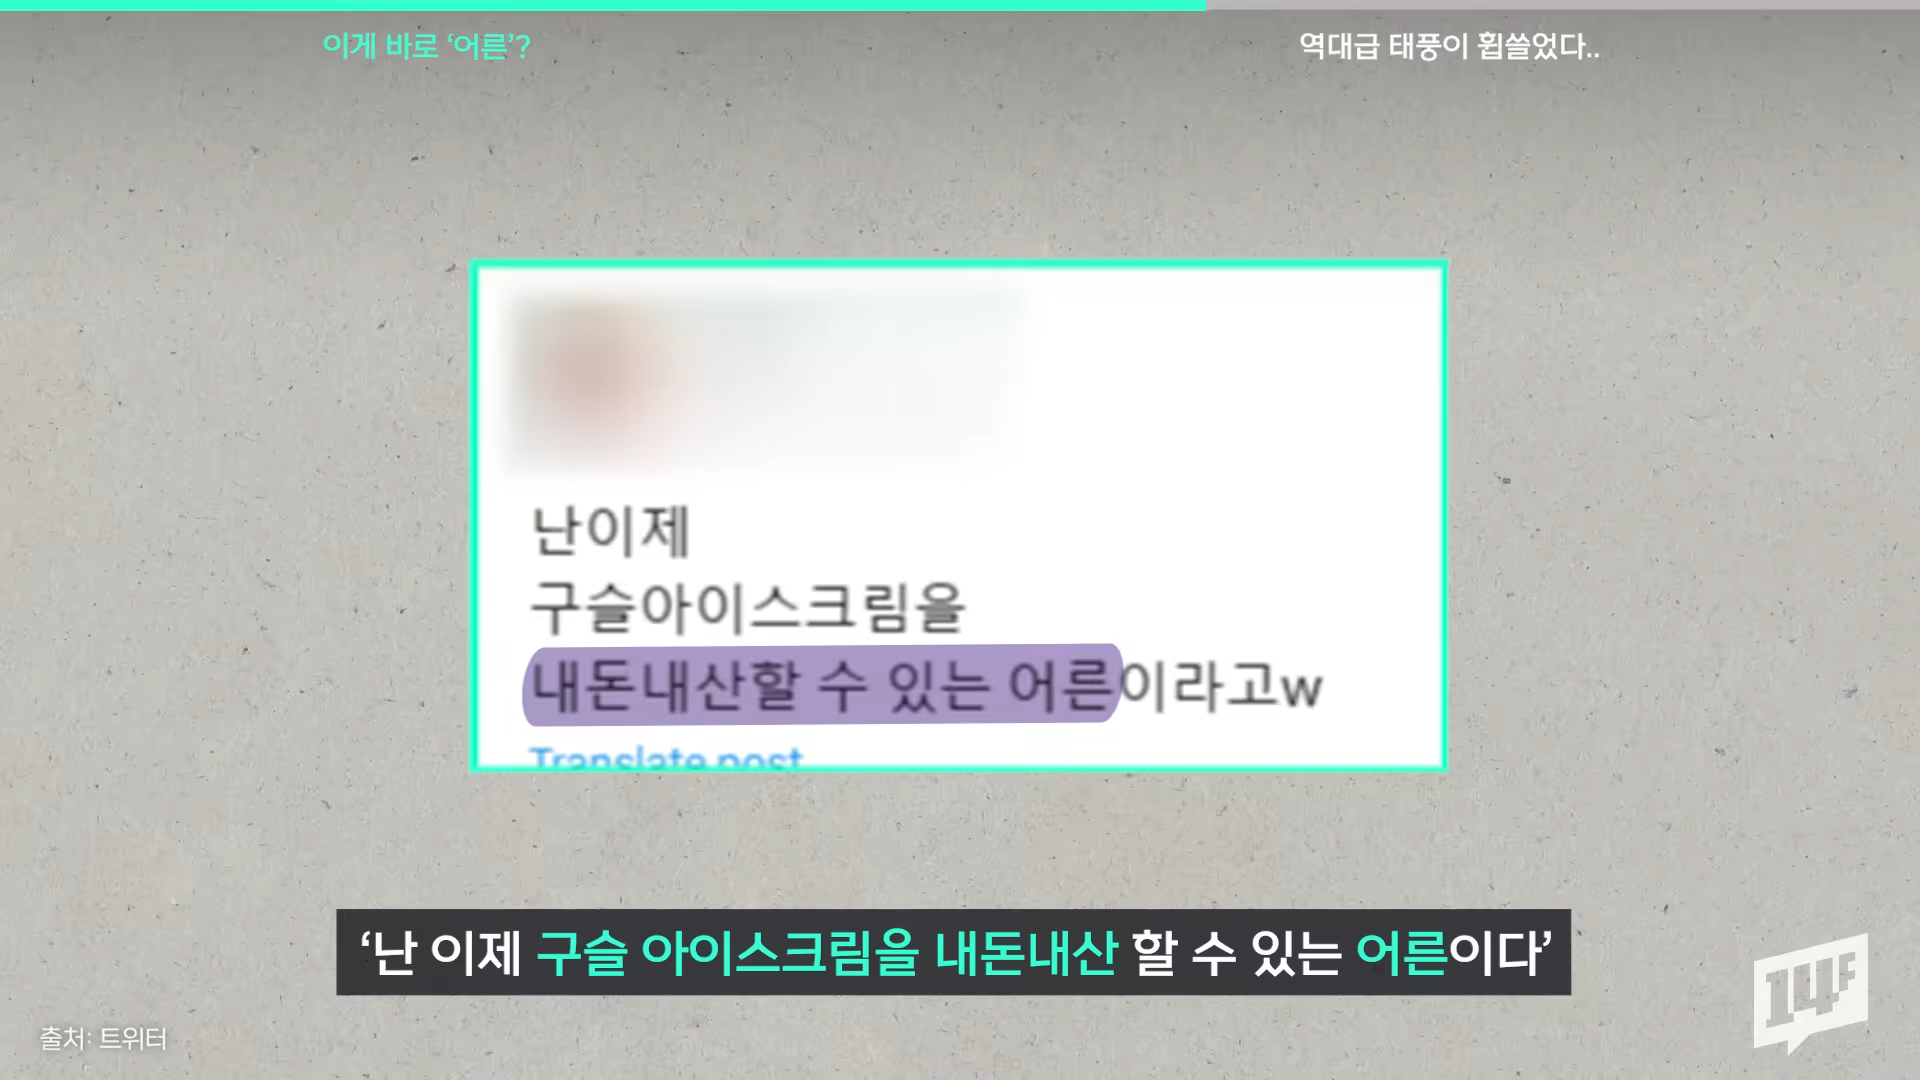 이게 바로 ‘어른’?
역대급 태풍이 휩쓸었다..
난이제
구슬아이스크림을
내돈내산할 수 있는 어른이라고w
Translate post
‘난 이제 구슬 아이스크림을 내돈내산 할 수 있는 어른이다’
출처: 트위터
14F